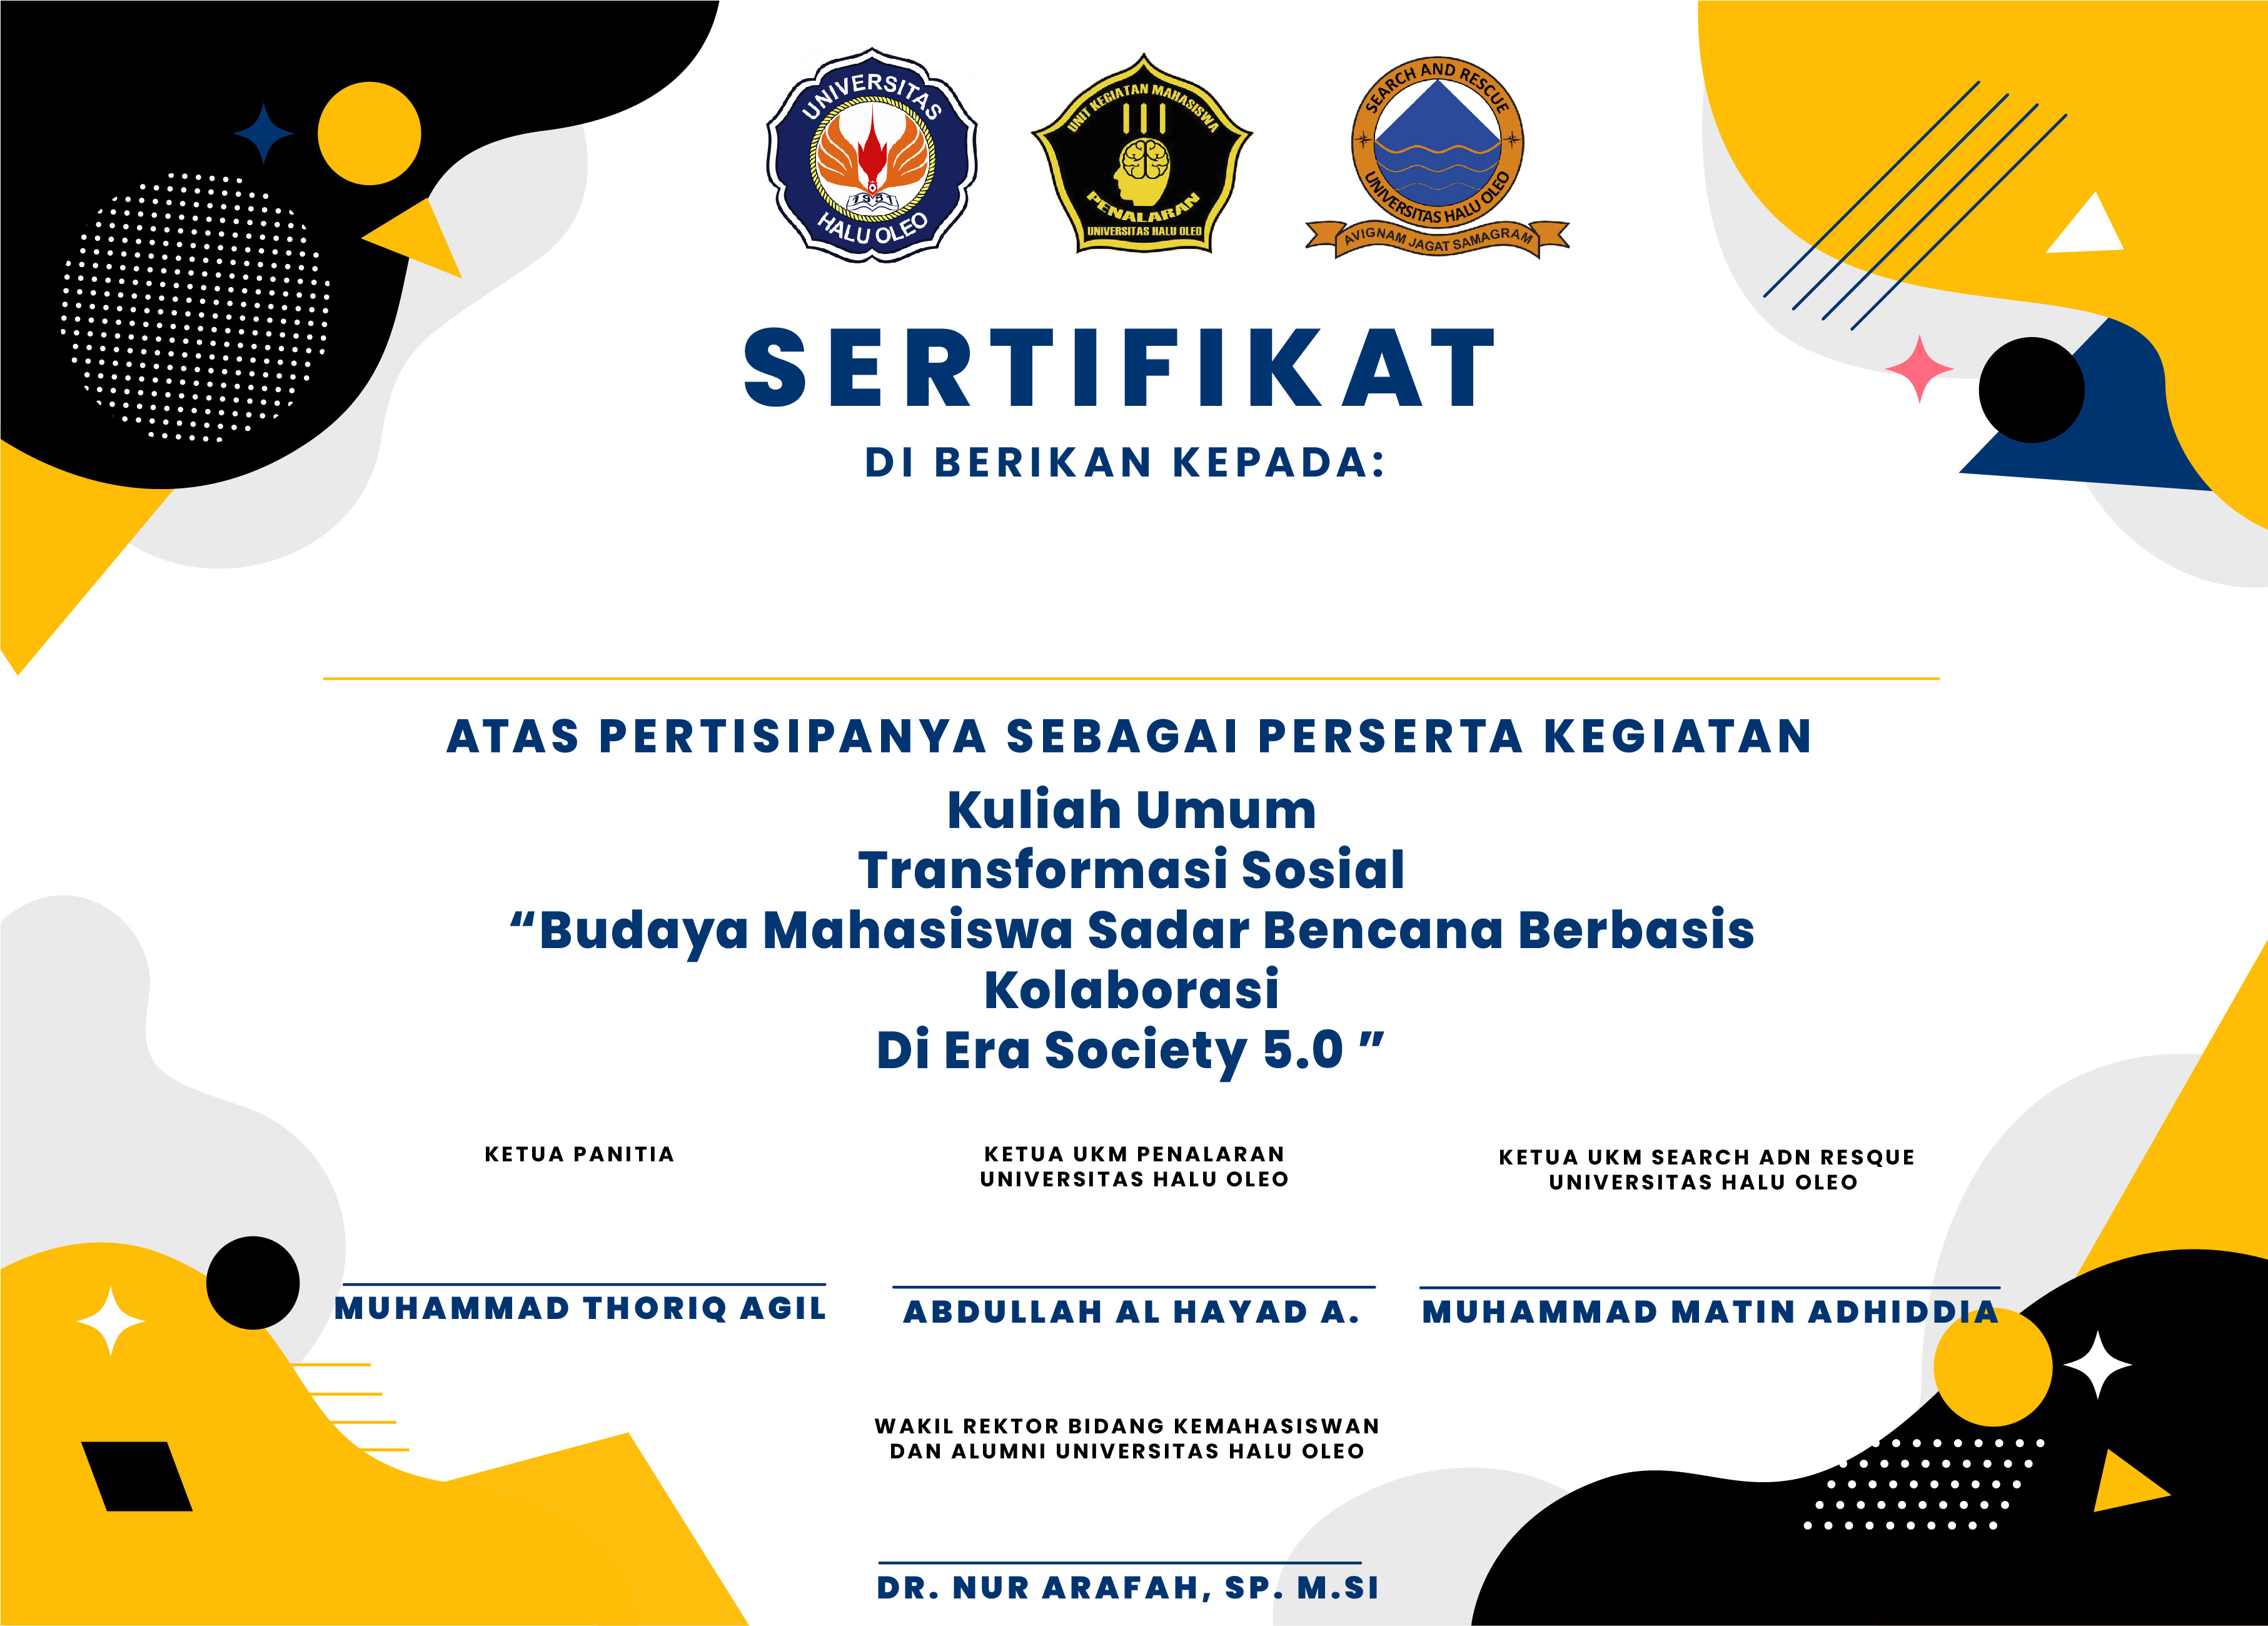 UNIVERSITAS
HALU OLEO
1981
UNIT KEGIATAN MAHASISWA
PENALARAN
UNIVERSITAS HALU OLEO
SEARCH AND RESCUE
UNIVERSITAS HALU OLEO
AVIGNAM JAGAT SAMAGRAM
SERTIFIKAT
DI BERIKAN KEPADA:
ATAS PERTISIPANYA SEBAGAI PERSERTA KEGIATAN
Kuliah Umum
Transformasi Sosial
“Budaya Mahasiswa Sadar Bencana Berbasis
Kolaborasi
Di Era Society 5.0 ”
KETUA PANITIA
MUHAMMAD THORIQ AGIL
KETUA UKM PENALARAN
UNIVERSITAS HALU OLEO
ABDULLAH AL HAYAD A.
KETUA UKM SEARCH ADN RESQUE
UNIVERSITAS HALU OLEO
MUHAMMAD MATIN ADHIDDIA
WAKIL REKTOR BIDANG KEMAHASISWAN
DAN ALUMNI UNIVERSITAS HALU OLEO
DR. NUR ARAFAH, SP. M.SI